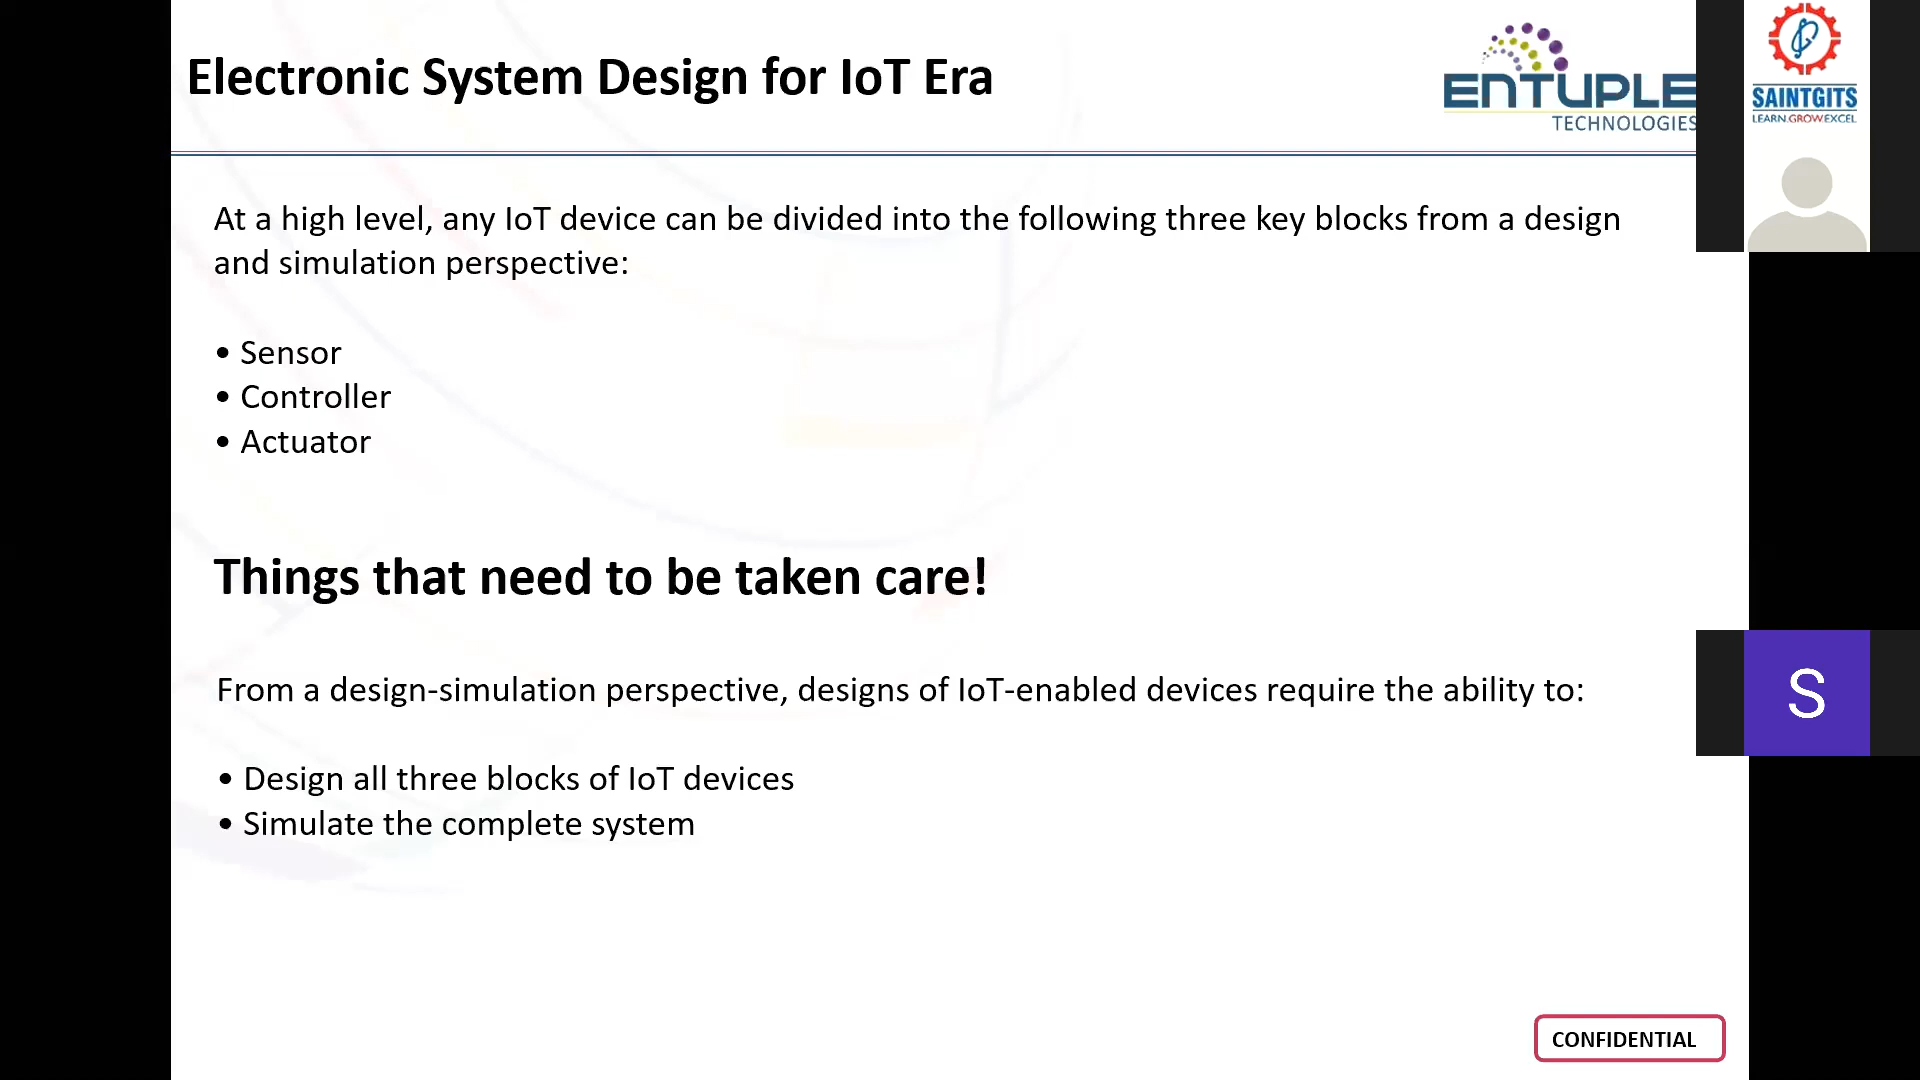 Electronic System Design for IoT Era
ENTUPLE
TECHNOLOGIES
SAINTGITS
LEARN.GROW.EXCEL
At a high level, any IoT device can be divided into the following three key blocks from a design
and simulation perspective:
• Sensor
• Controller
• Actuator
Things that need to be taken care!
From a design-simulation perspective, designs of IoT-enabled devices require the ability to:
S
• Design all three blocks of IoT devices
• Simulate the complete system
CONFIDENTIAL